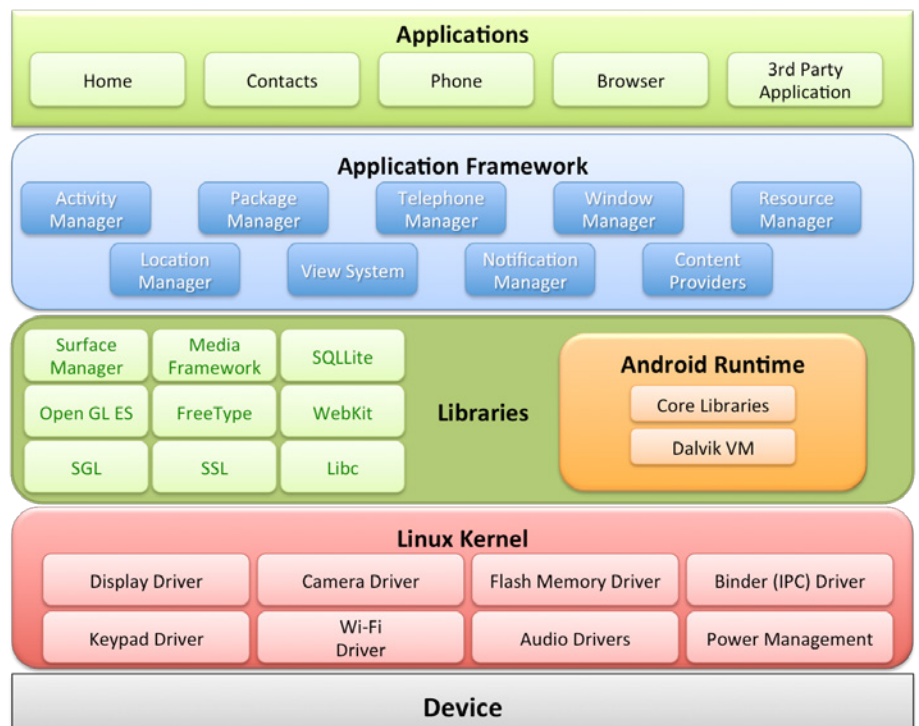 Applications
Home
Contacts
Phone
Browser
3rd Party
Application
Application Framework
Activity
Manager
Package
Manager
Telephone
Manager
Window
Manager
Resource
Manager
Location
Manager
View System
Notification
Manager
Content
Providers
Surface
Manager
Media
Framework
SQLLite
Open GL ES
FreeType
WebKit
SGL
SSL
Libc
Libraries
Android Runtime
Core Libraries
Dalvik VM
Linux Kernel
Display Driver
Camera Driver
Flash Memory Driver
Binder (IPC) Driver
Keypad Driver
Wi-Fi
Driver
Audio Drivers
Power Management
Device